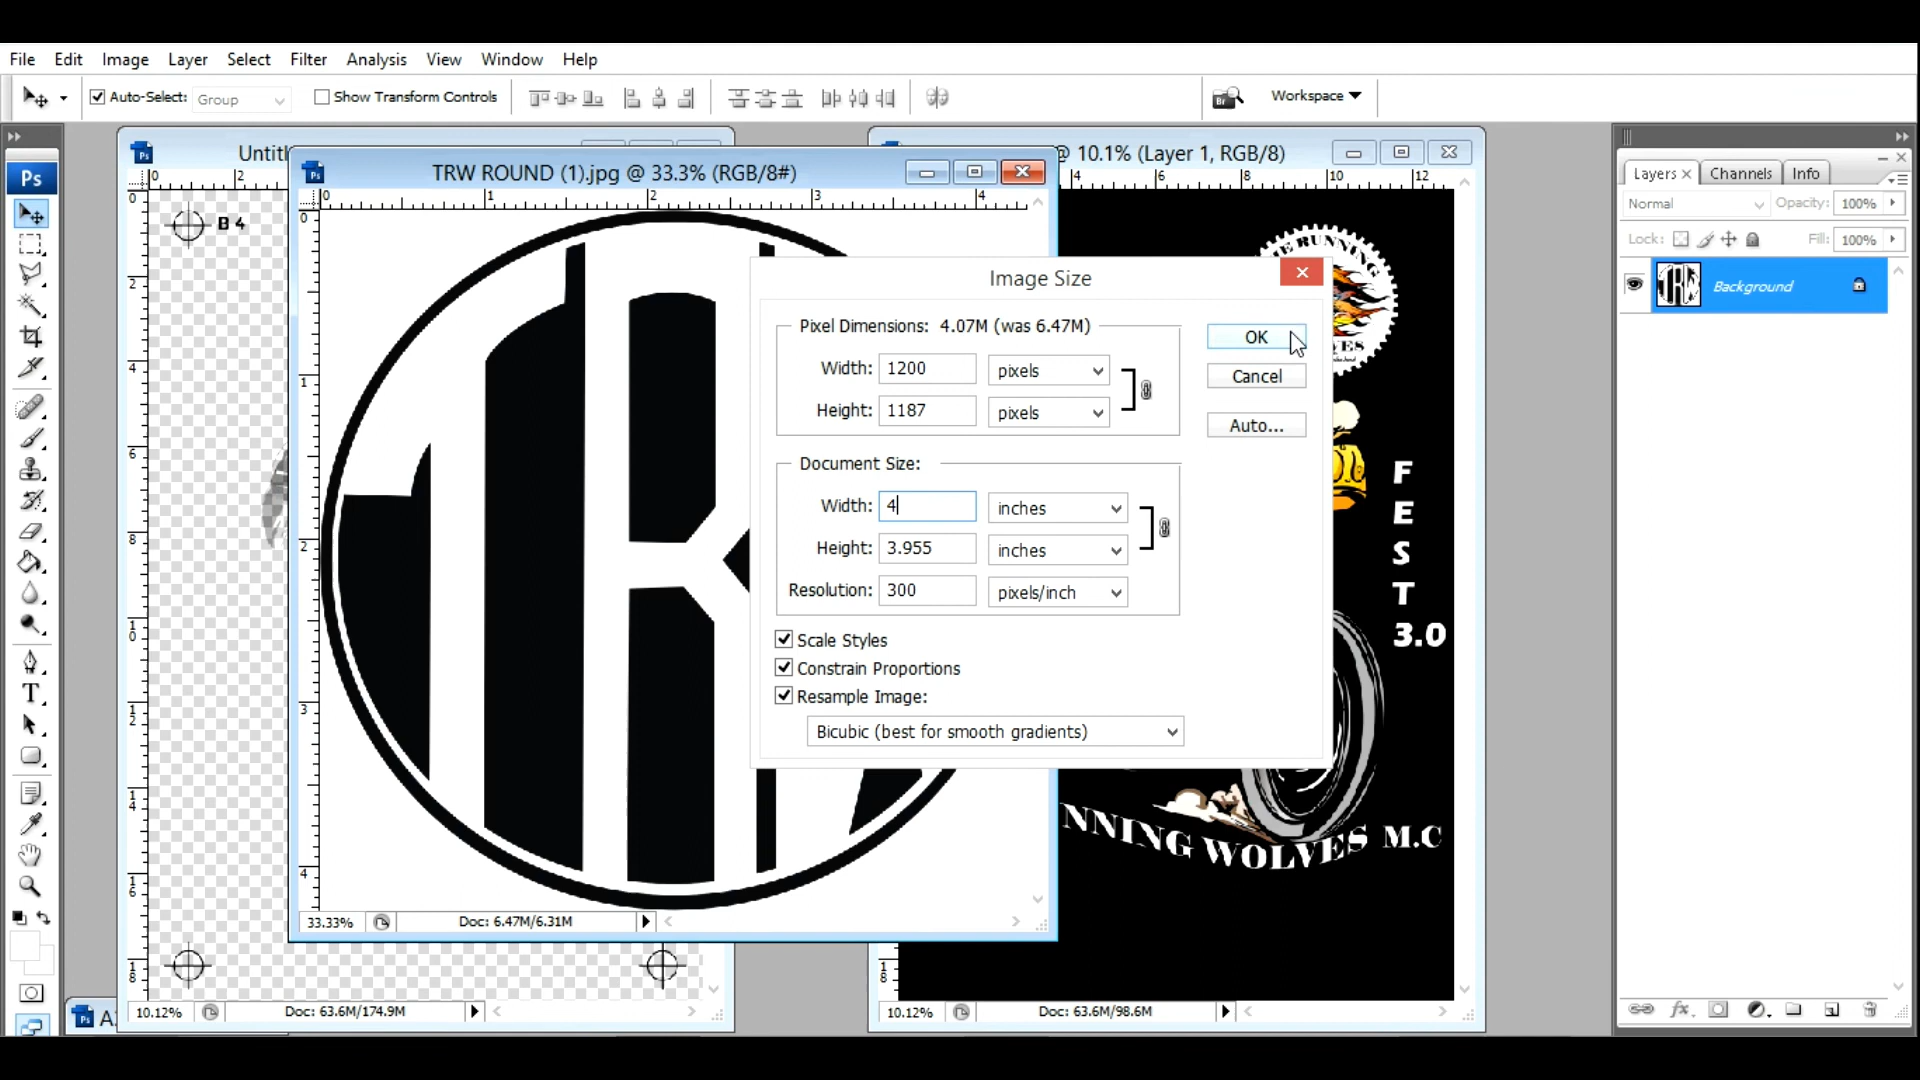 File Edit Image Layer Select Filter Analysis View Window Help
Auto-Select: Group Show Transform Controls
Br Workspace
Ps
TRW ROUND (1).jpg @ 33.3% (RGB/8#)
@ 10.1% (Layer 1, RGB/8)
B 4
Image Size
Pixel Dimensions: 4.07M (was 6.47M)
Width: 1200 pixels
Height: 1187 pixels
Document Size:
Width: 4 inches
Height: 3.955 inches
Resolution: 300 pixels/inch
Scale Styles
Constrain Proportions
Resample Image:
Bicubic (best for smooth gradients)
OK
Cancel
Auto...
F
E
S
T
3.0
NNING WOLVES M.C
33.33% Doc: 6.47M/6.31M
10.12% Doc: 63.6M/174.9M
10.12% Doc: 63.6M/98.6M
Layers Channels Info
Normal Opacity: 100%
Lock: Fill: 100%
Background